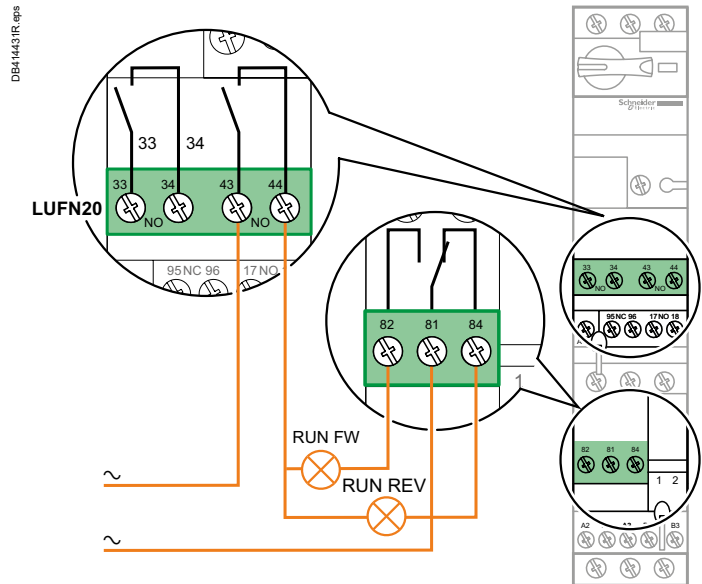 DB414431R.eps
Schneider
Electric
33 34
33 34 43 44
LUFN20
NO NO
95 NC 96 17 NO
33 34 43 44
NO NO
95 NC 96 17 NO 18
A
82 81 84
1
RUN FW
RUN REV
~
~
82 81 84
1 2
A2 B3